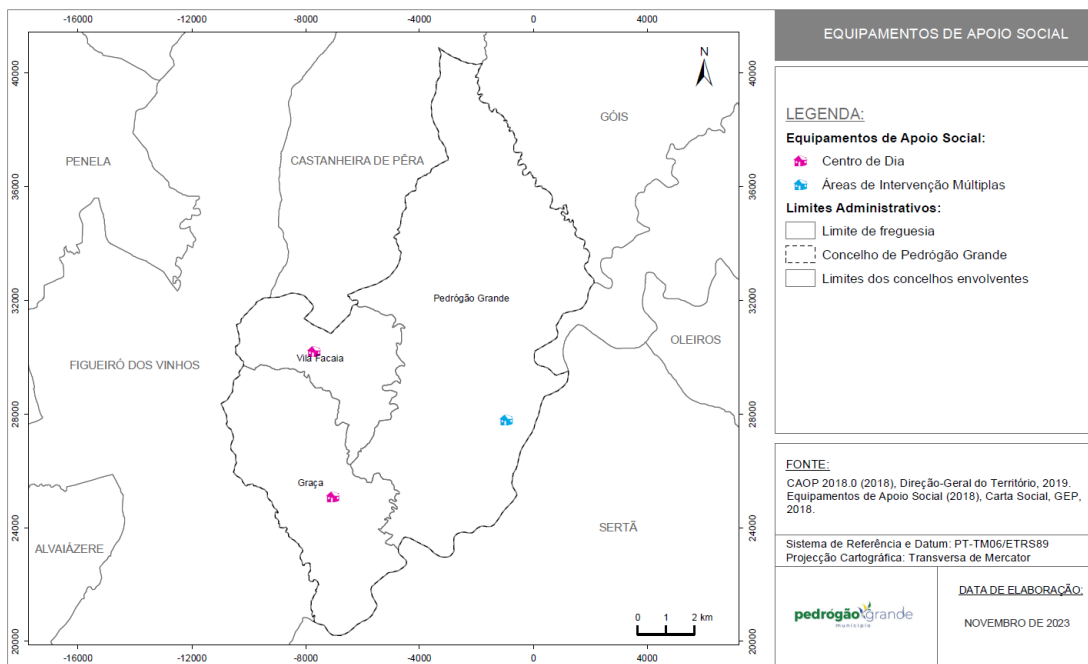 -16000 -12000 -8000 -4000 0 4000
EQUIPAMENTOS DE APOIO SOCIAL
40000 40000
N
GÓIS
PENELA
CASTANHEIRA DE PÊRA
36000 36000
32000 32000
Pedrógão Grande
OLEIROS
Vila Facaia
FIGUEIRÓ DOS VINHOS
28000 28000
Graça
24000 24000
SERTÃ
ALVAIÁZERE
0 1 2 km
20000 20000
-16000 -12000 -8000 -4000 0 4000
LEGENDA:
Equipamentos de Apoio Social:
Centro de Dia
Áreas de Intervenção Múltiplas
Limites Administrativos:
Limite de freguesia
Concelho de Pedrógão Grande
Limites dos concelhos envolventes
FONTE:
CAOP 2018.0 (2018), Direção-Geral do Território, 2019.
Equipamentos de Apoio Social (2018), Carta Social, GEP,
2018.
Sistema de Referência e Datum: PT-TM06/ETRS89
Projecção Cartográfica: Transversa de Mercator
pedrógão grande
município
DATA DE ELABORAÇÃO:
NOVEMBRO DE 2023